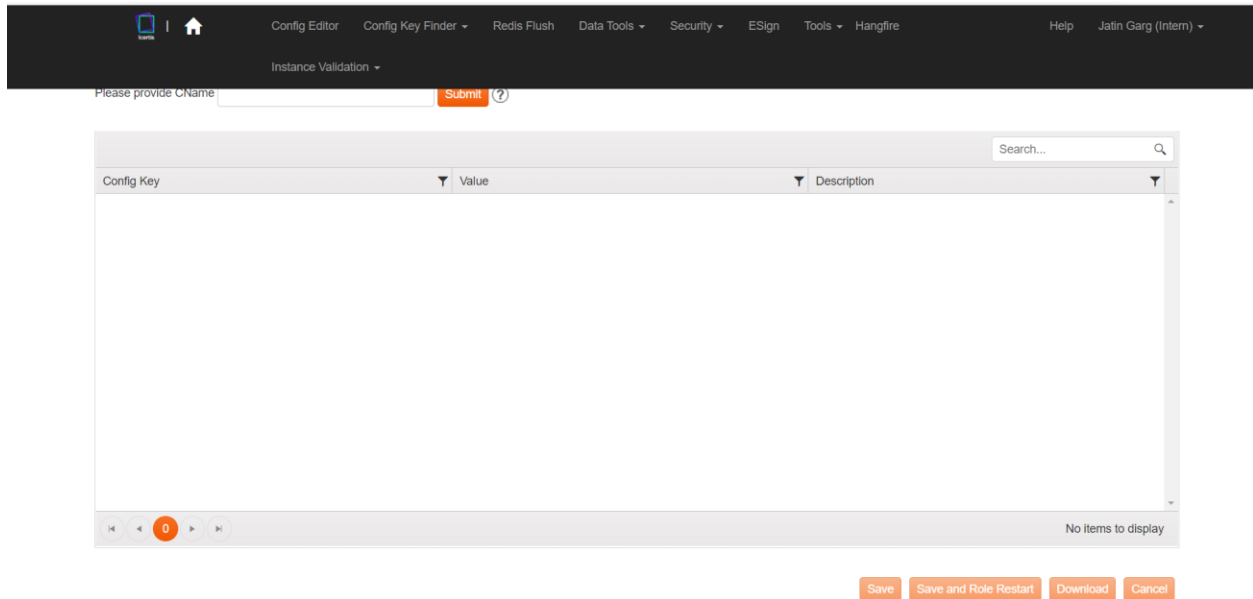 Icertis
Config Editor Config Key Finder Redis Flush Data Tools Security ESign Tools Hangfire Help Jatin Garg (Intern)
Instance Validation
Please provide CName Submit ?
Search...
Config Key Value Description
0 No items to display
Save Save and Role Restart Download Cancel